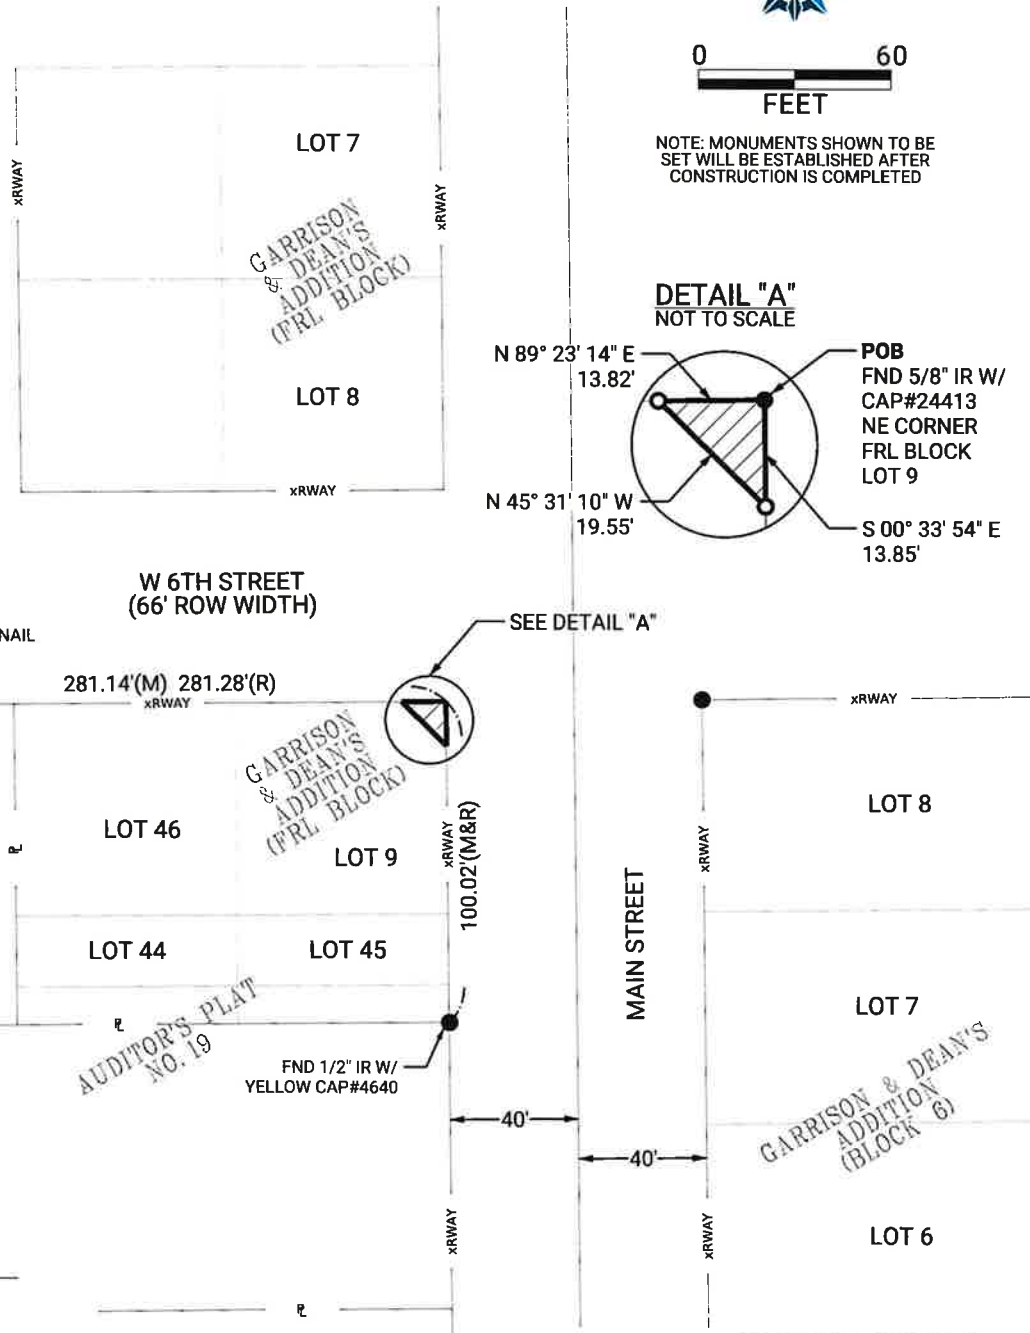 0 60
FEET
NOTE: MONUMENTS SHOWN TO BE
SET WILL BE ESTABLISHED AFTER
CONSTRUCTION IS COMPLETED
LOT 7
xRWAY
xRWAY
GARRISON
& DEAN'S
ADDITION
(FRL BLOCK)
LOT 8
xRWAY
DETAIL "A"
NOT TO SCALE
N 89° 23' 14" E
13.82'
POB
FND 5/8" IR W/
CAP#24413
NE CORNER
FRL BLOCK
LOT 9
N 45° 31' 10" W
19.55'
S 00° 33' 54" E
13.85'
W 6TH STREET
(66' ROW WIDTH)
NAIL
SEE DETAIL "A"
281.14'(M) 281.28'(R)
xRWAY
xRWAY
GARRISON
& DEAN'S
ADDITION
(FRL BLOCK)
LOT 46
LOT 9
PL
xRWAY
100.02'(M&R)
xRWAY
LOT 8
MAIN STREET
LOT 44
LOT 45
PL
AUDITOR'S PLAT
NO. 19
FND 1/2" IR W/
YELLOW CAP#4640
LOT 7
GARRISON & DEAN'S
ADDITION
(BLOCK 6)
40'
40'
xRWAY
xRWAY
LOT 6
PL